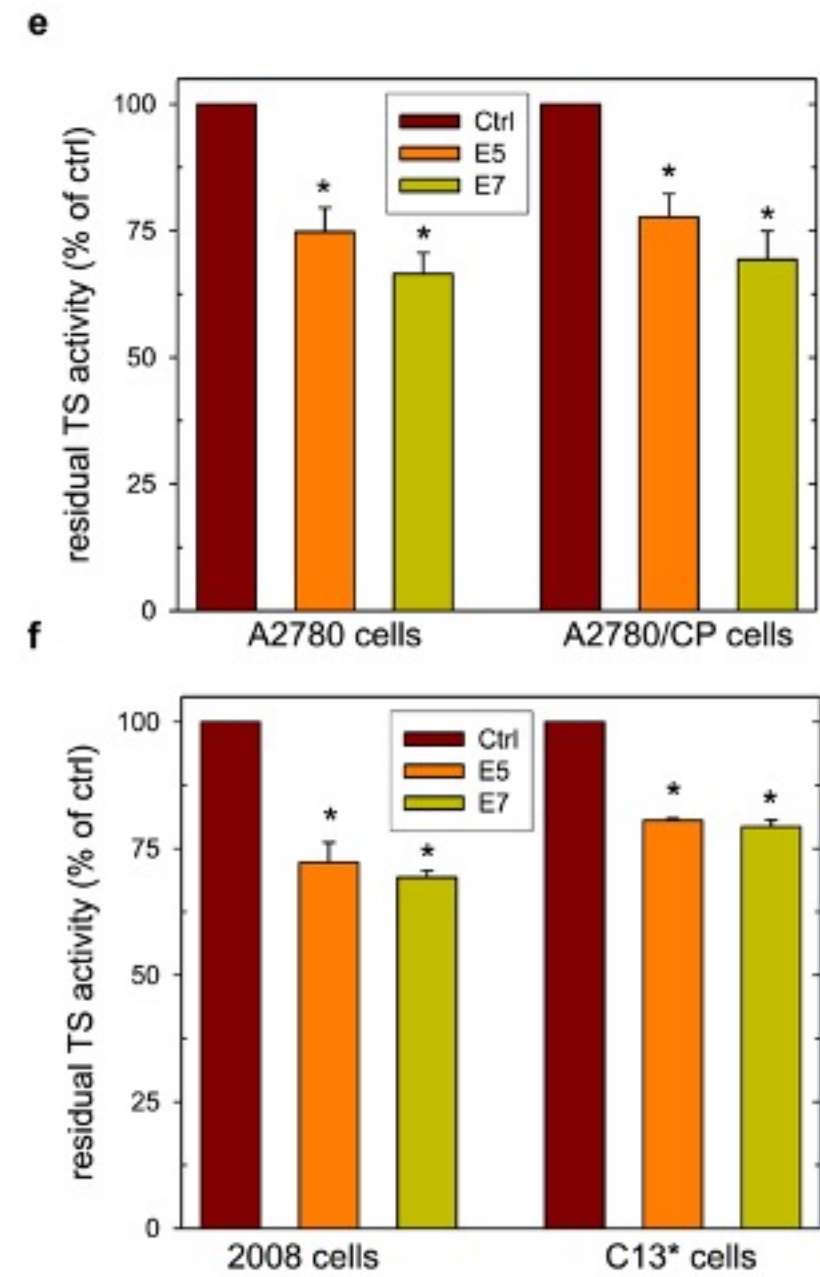 e
residual TS activity (% of ctrl)
100
75
50
25
0
Ctrl
E5
E7
*
*
*
*
A2780 cells
A2780/CP cells
f
residual TS activity (% of ctrl)
100
75
50
25
0
Ctrl
E5
E7
*
*
*
*
2008 cells
C13* cells